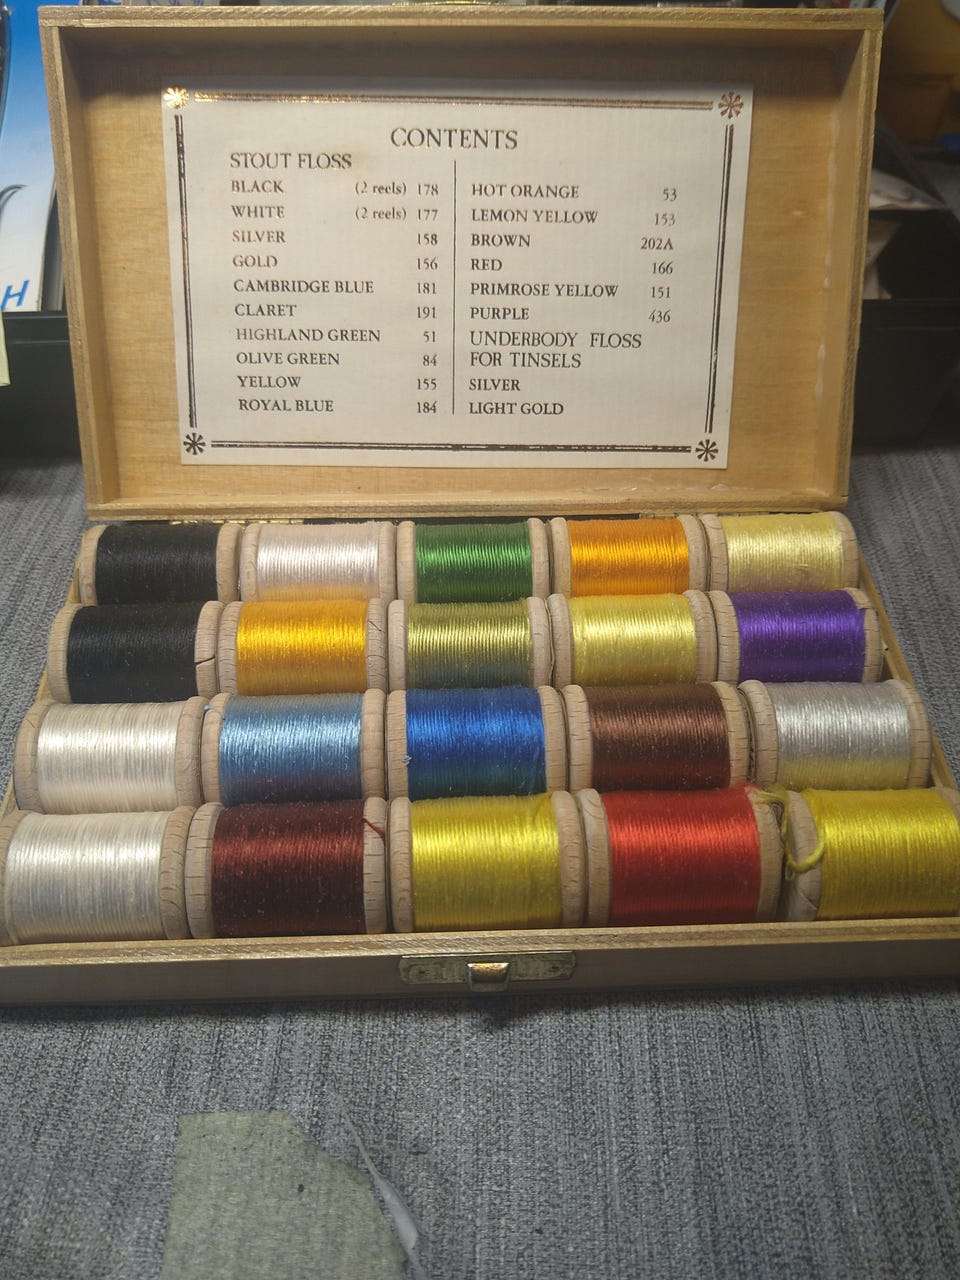 CONTENTS
STOUT FLOSS
BLACK (2 reels) 178
WHITE (2 reels) 177
SILVER 158
GOLD 156
CAMBRIDGE BLUE 181
CLARET 191
HIGHLAND GREEN 51
OLIVE GREEN 84
YELLOW 155
ROYAL BLUE 184
HOT ORANGE 53
LEMON YELLOW 153
BROWN 202A
RED 166
PRIMROSE YELLOW 151
PURPLE 436
UNDERBODY FLOSS
FOR TINSELS
SILVER
LIGHT GOLD
H